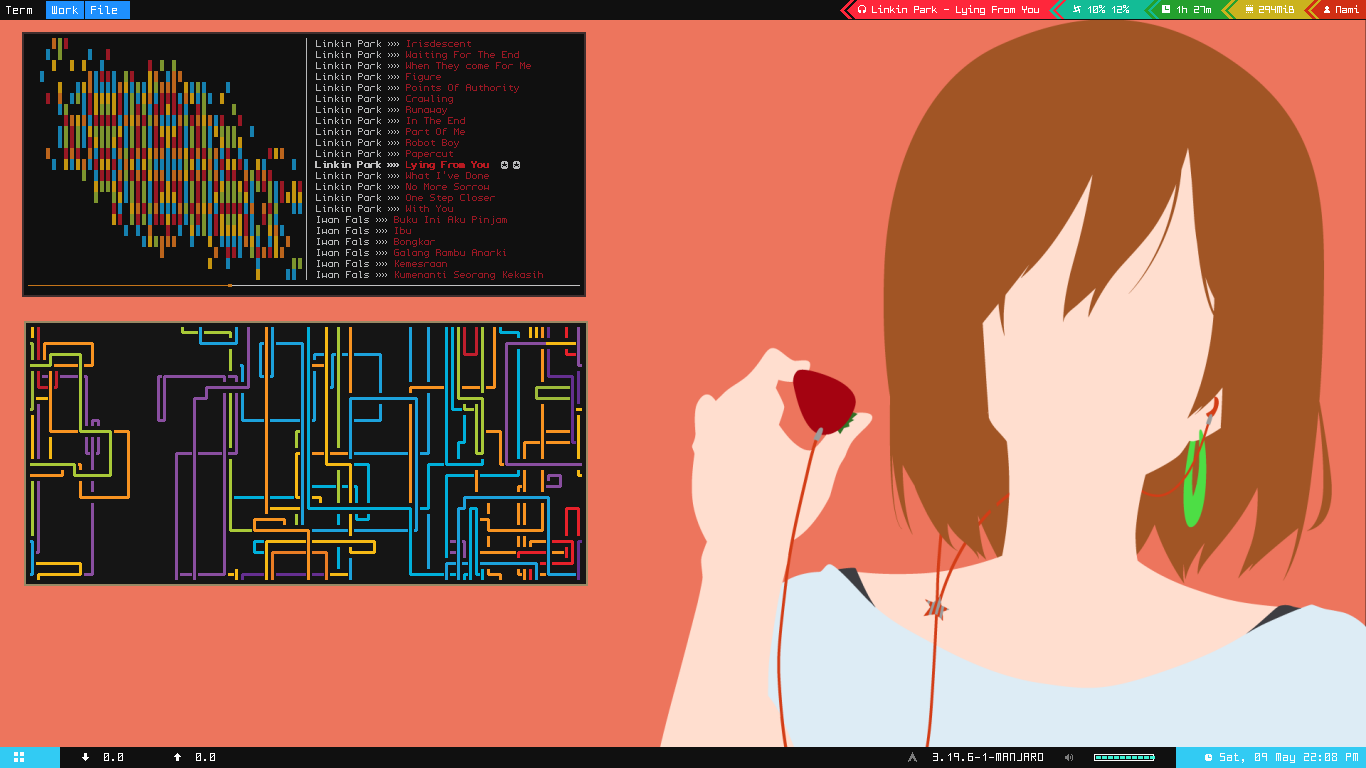 Term Work File
Linkin Park - Lying From You 10% 12% 1h 27m 294MiB Nami
Linkin Park »»» Irisdescent
Linkin Park »»» Waiting For The End
Linkin Park »»» When They come For Me
Linkin Park »»» Figure
Linkin Park »»» Points Of Authority
Linkin Park »»» Crawling
Linkin Park »»» Runaway
Linkin Park »»» In The End
Linkin Park »»» Part Of Me
Linkin Park »»» Robot Boy
Linkin Park »»» Papercut
Linkin Park »»» Lying From You
Linkin Park »»» What I've Done
Linkin Park »»» No More Sorrow
Linkin Park »»» One Step Closer
Linkin Park »»» With You
Iwan Fals »»» Buku Ini Aku Pinjam
Iwan Fals »»» Ibu
Iwan Fals »»» Bongkar
Iwan Fals »»» Galang Rambu Anarki
Iwan Fals »»» Kemesraan
Iwan Fals »»» Kumenanti Seorang Kekasih
0.0 0.0 3.19.6-1-MANJARO Sat, 09 May 22:08 PM